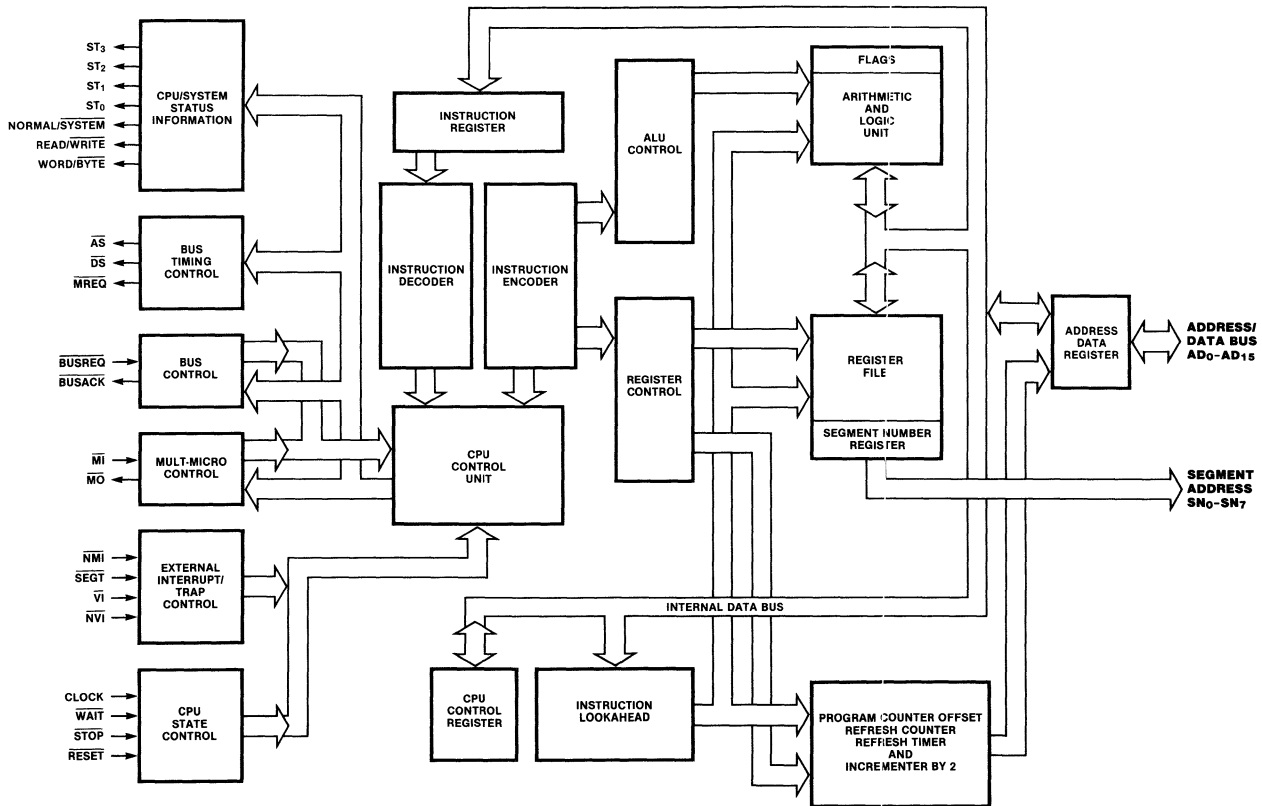 ST3
ST2
ST1
ST0
NORMAL/SYSTEM
READ/WRITE
WORD/BYTE
CPU/SYSTEM
STATUS
INFORMATION
AS
DS
MREQ
BUS
TIMING
CONTROL
BUSREQ
BUSACK
BUS
CONTROL
MI
MO
MULT-MICRO
CONTROL
NMI
SEGT
VI
NVI
EXTERNAL
INTERRUPT/
TRAP
CONTROL
CLOCK
WAIT
STOP
RESET
CPU
STATE
CONTROL
INSTRUCTION
REGISTER
INSTRUCTION
DECODER
INSTRUCTION
ENCODER
CPU
CONTROL
UNIT
ALU
CONTROL
REGISTER
CONTROL
FLAGS
ARITHMETIC
AND
LOGIC
UNIT
REGISTER
FILE
SEGMENT NUMBER
REGISTER
ADDRESS
DATA
REGISTER
ADDRESS/
DATA BUS
AD0-AD15
SEGMENT
ADDRESS
SN0-SN7
INTERNAL DATA BUS
CPU
CONTROL
REGISTER
INSTRUCTION
LOOKAHEAD
PROGRAM COUNTER OFFSET
REFRESH COUNTER
REFRESH TIMER
AND
INCREMENTER BY 2